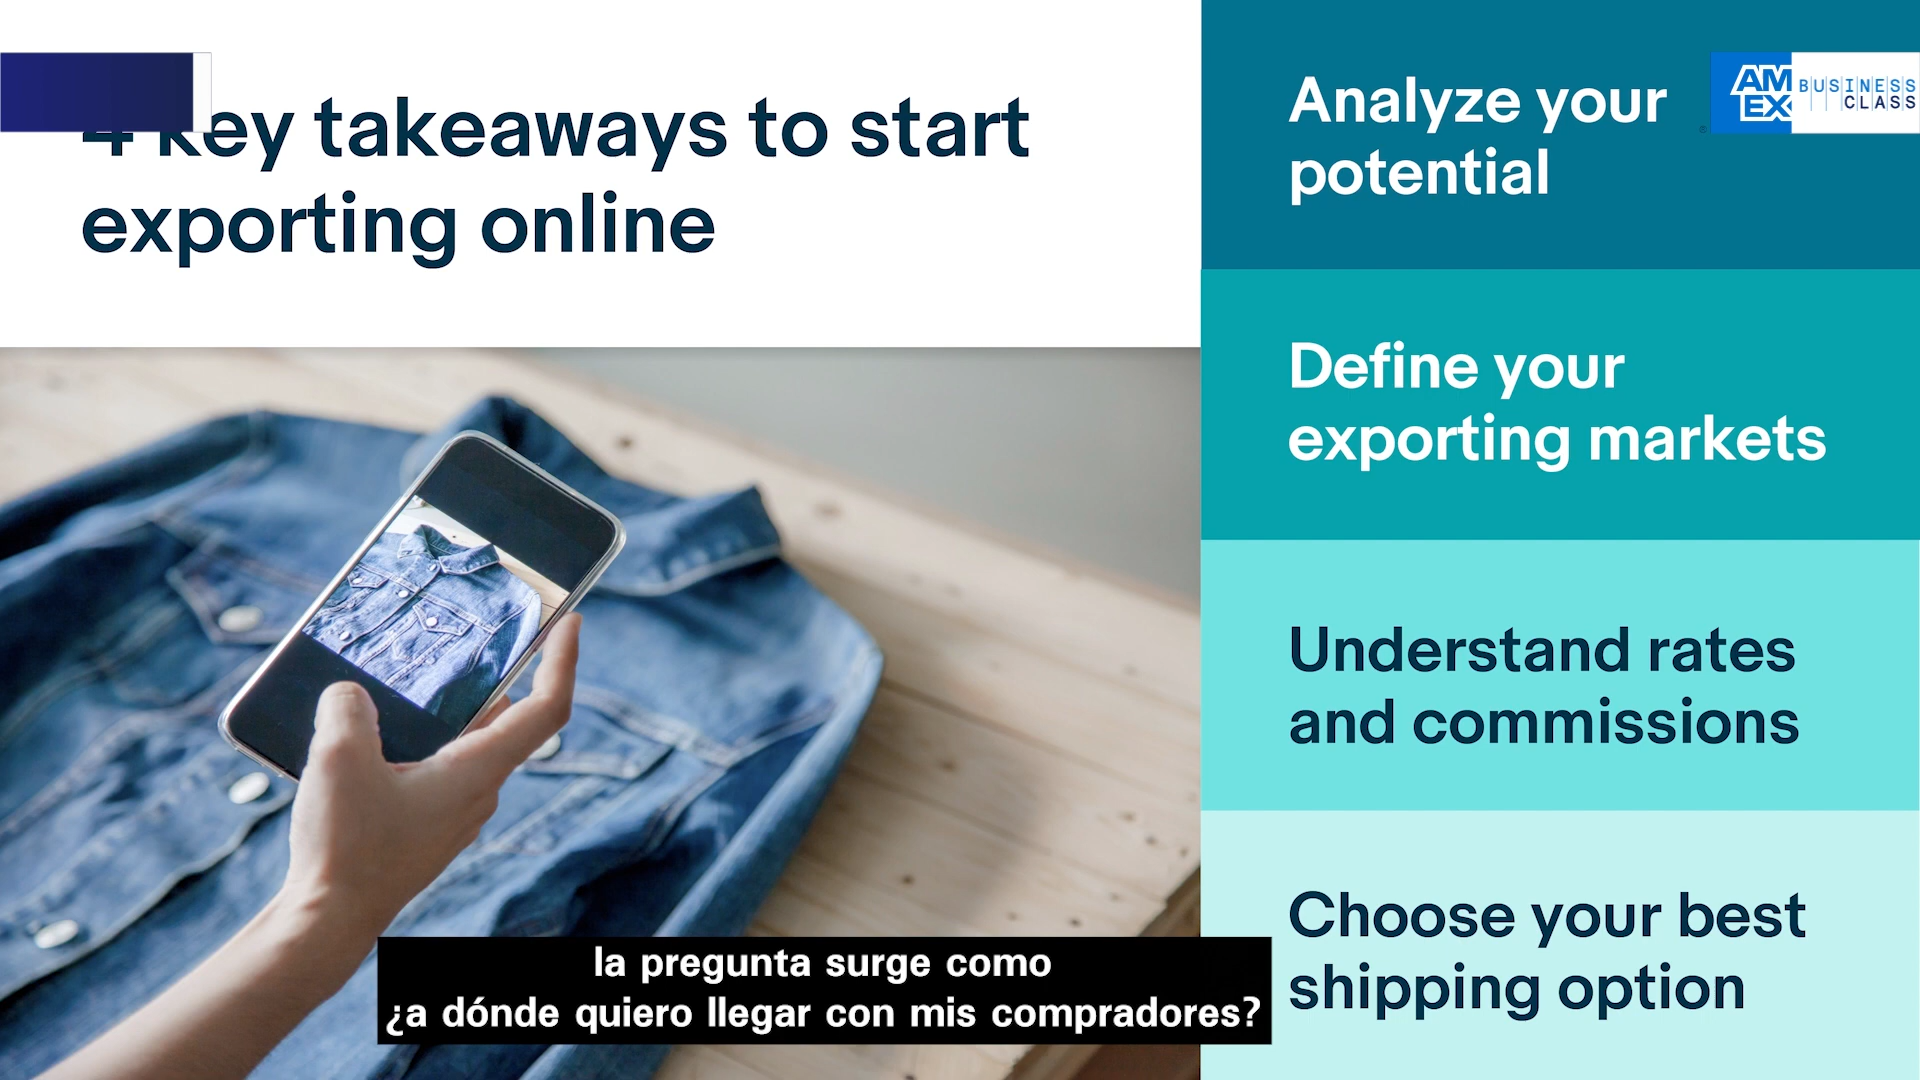 4 key takeaways to start
exporting online
Analyze your
potential
AM
EX
BUSINESS
CLASS
Define your
exporting markets
Understand rates
and commissions
Choose your best
shipping option
la pregunta surge como
¿a dónde quiero llegar con mis compradores?